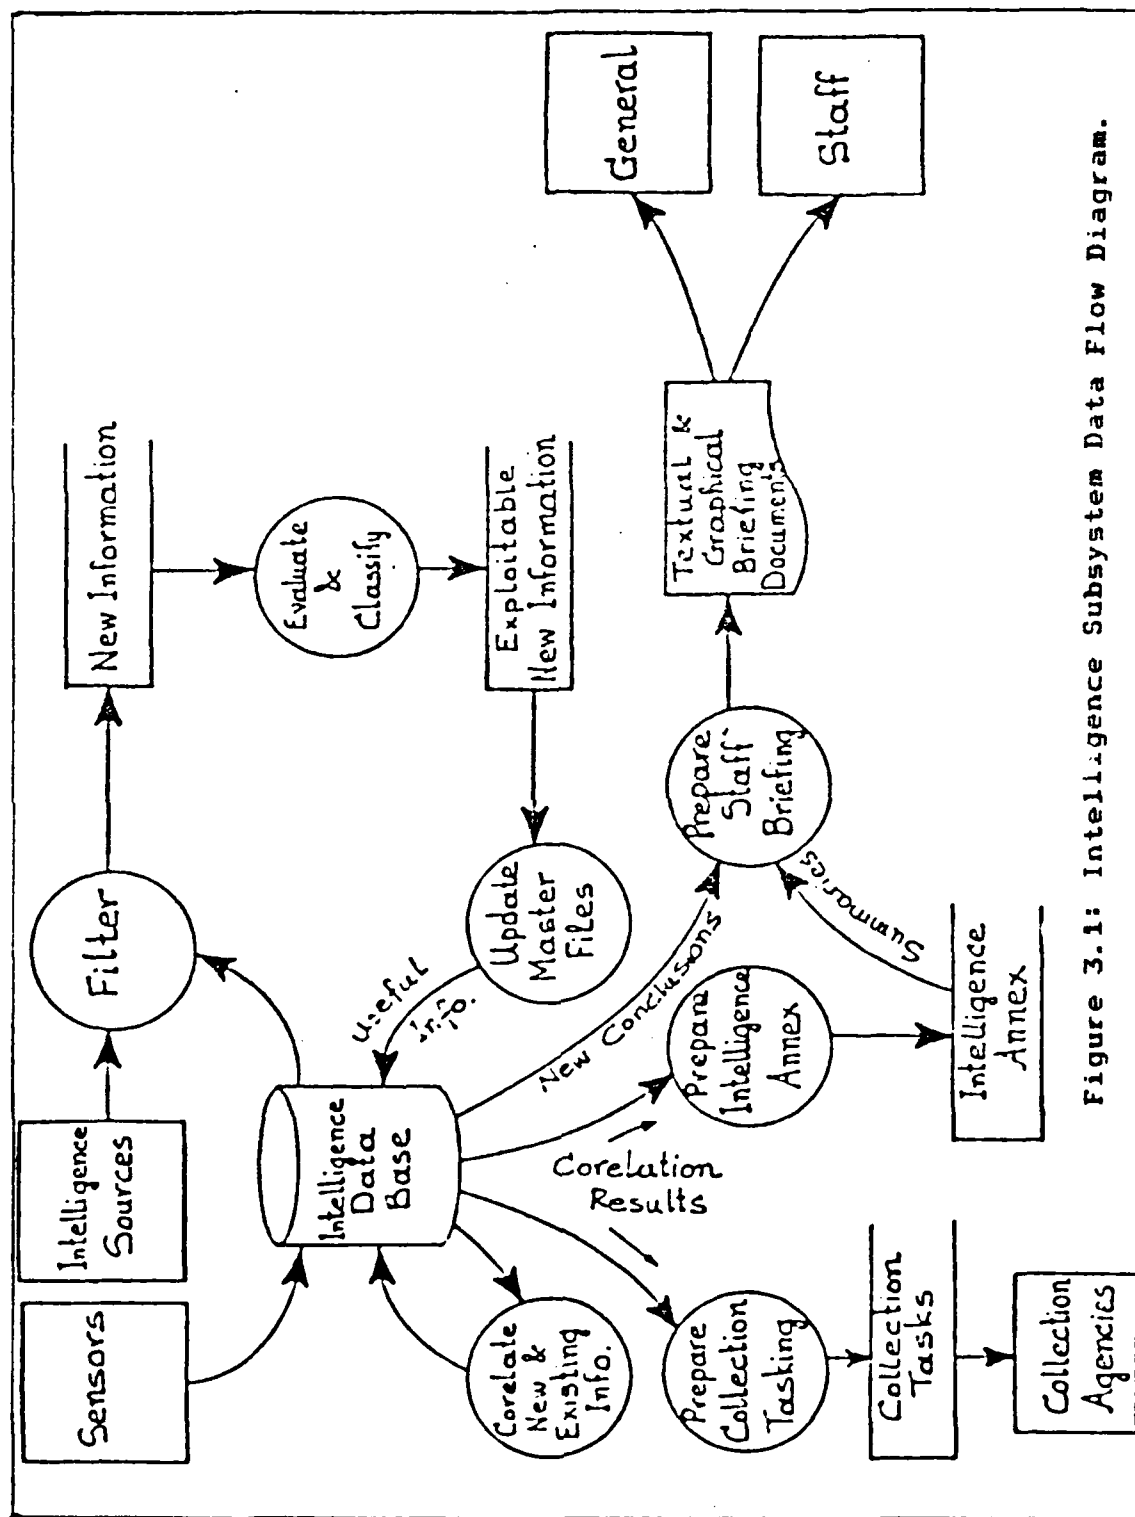 Sensors
Intelligence
Sources
Filter
New Information
Evaluate
&
Classify
Exploitable
New Information
Update
Master
Files
Useful
info.
Intelligence
Data
Base
Corelate
New &
Existing
Info.
Corelation
Results
New Conclusions
Prepare
Collection
Tasking
Collection
Tasks
Collection
Agencies
Prepare
Intelligence
Annex
Intelligence
Annex
Summaries
Prepare
Staff
Briefing
Textural &
Graphical
Briefing
Documents
General
Staff
Figure 3.1: Intelligence Subsystem Data Flow Diagram.